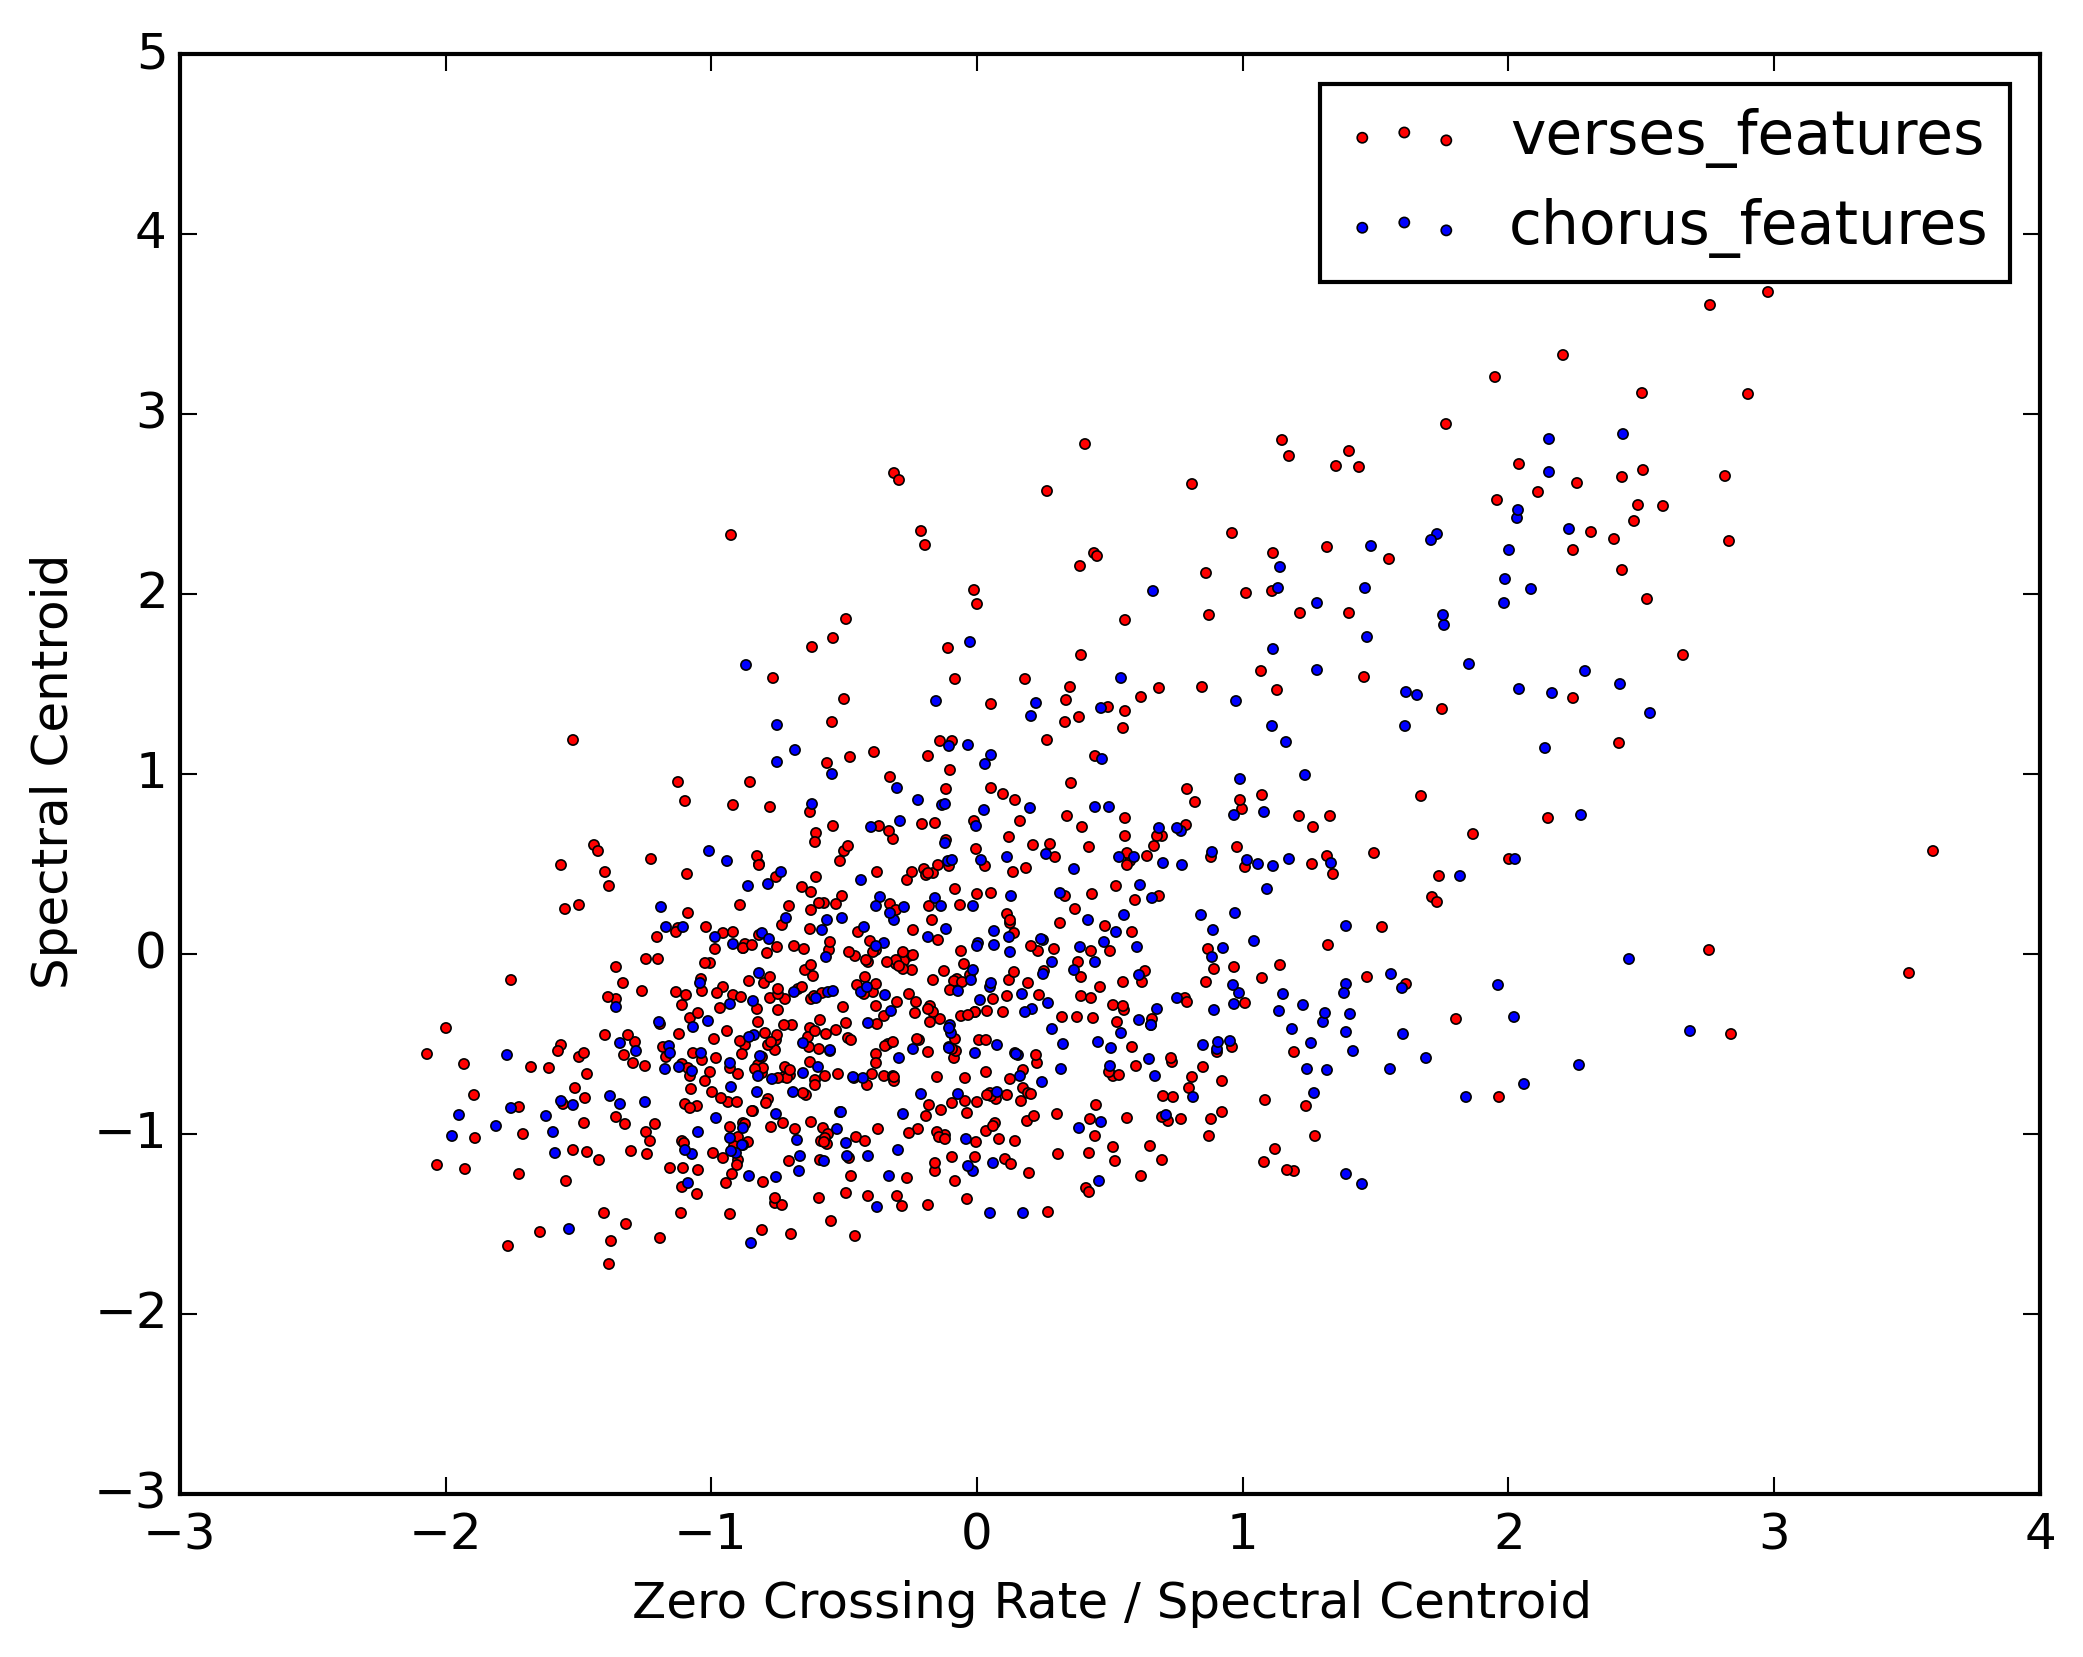 5
4
3
2
1
0
−1
−2
−3
−3 −2 −1 0 1 2 3 4
Zero Crossing Rate / Spectral Centroid
Spectral Centroid
verses_features
chorus_features